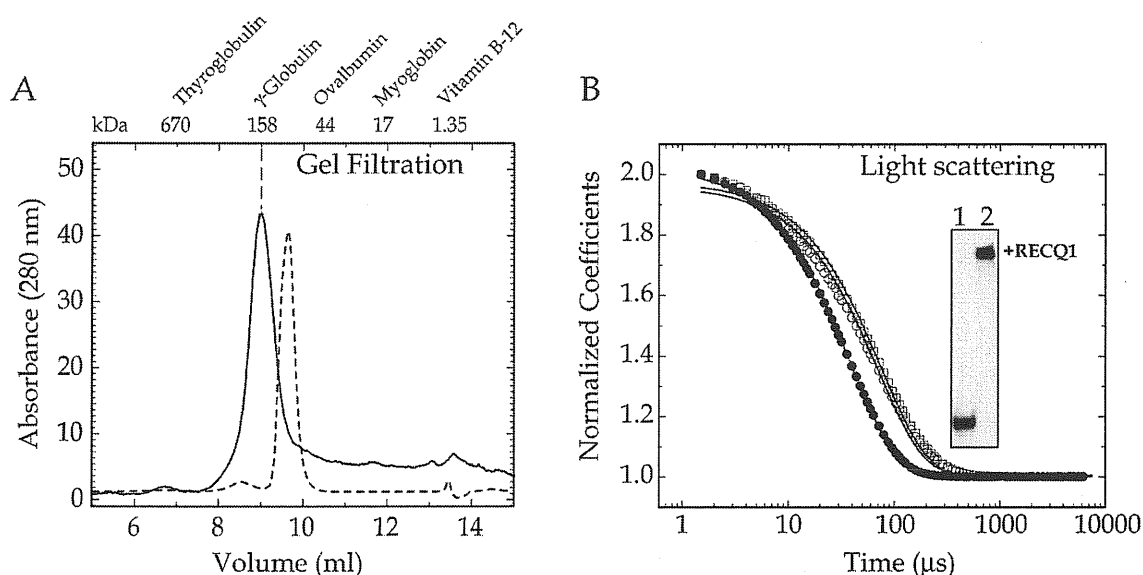 A
Thyroglobulin
γ-Globulin
Ovalbumin
Myoglobin
Vitamin B-12
kDa 670 158 44 17 1.35
Gel Filtration
50
40
30
20
10
0
Absorbance (280 nm)
6 8 10 12 14
Volume (ml)
B
Light scattering
2.0
1.8
1.6
1.4
1.2
1.0
Normalized Coefficients
1 2
+RECQ1
1 10 100 1000 10000
Time (μs)